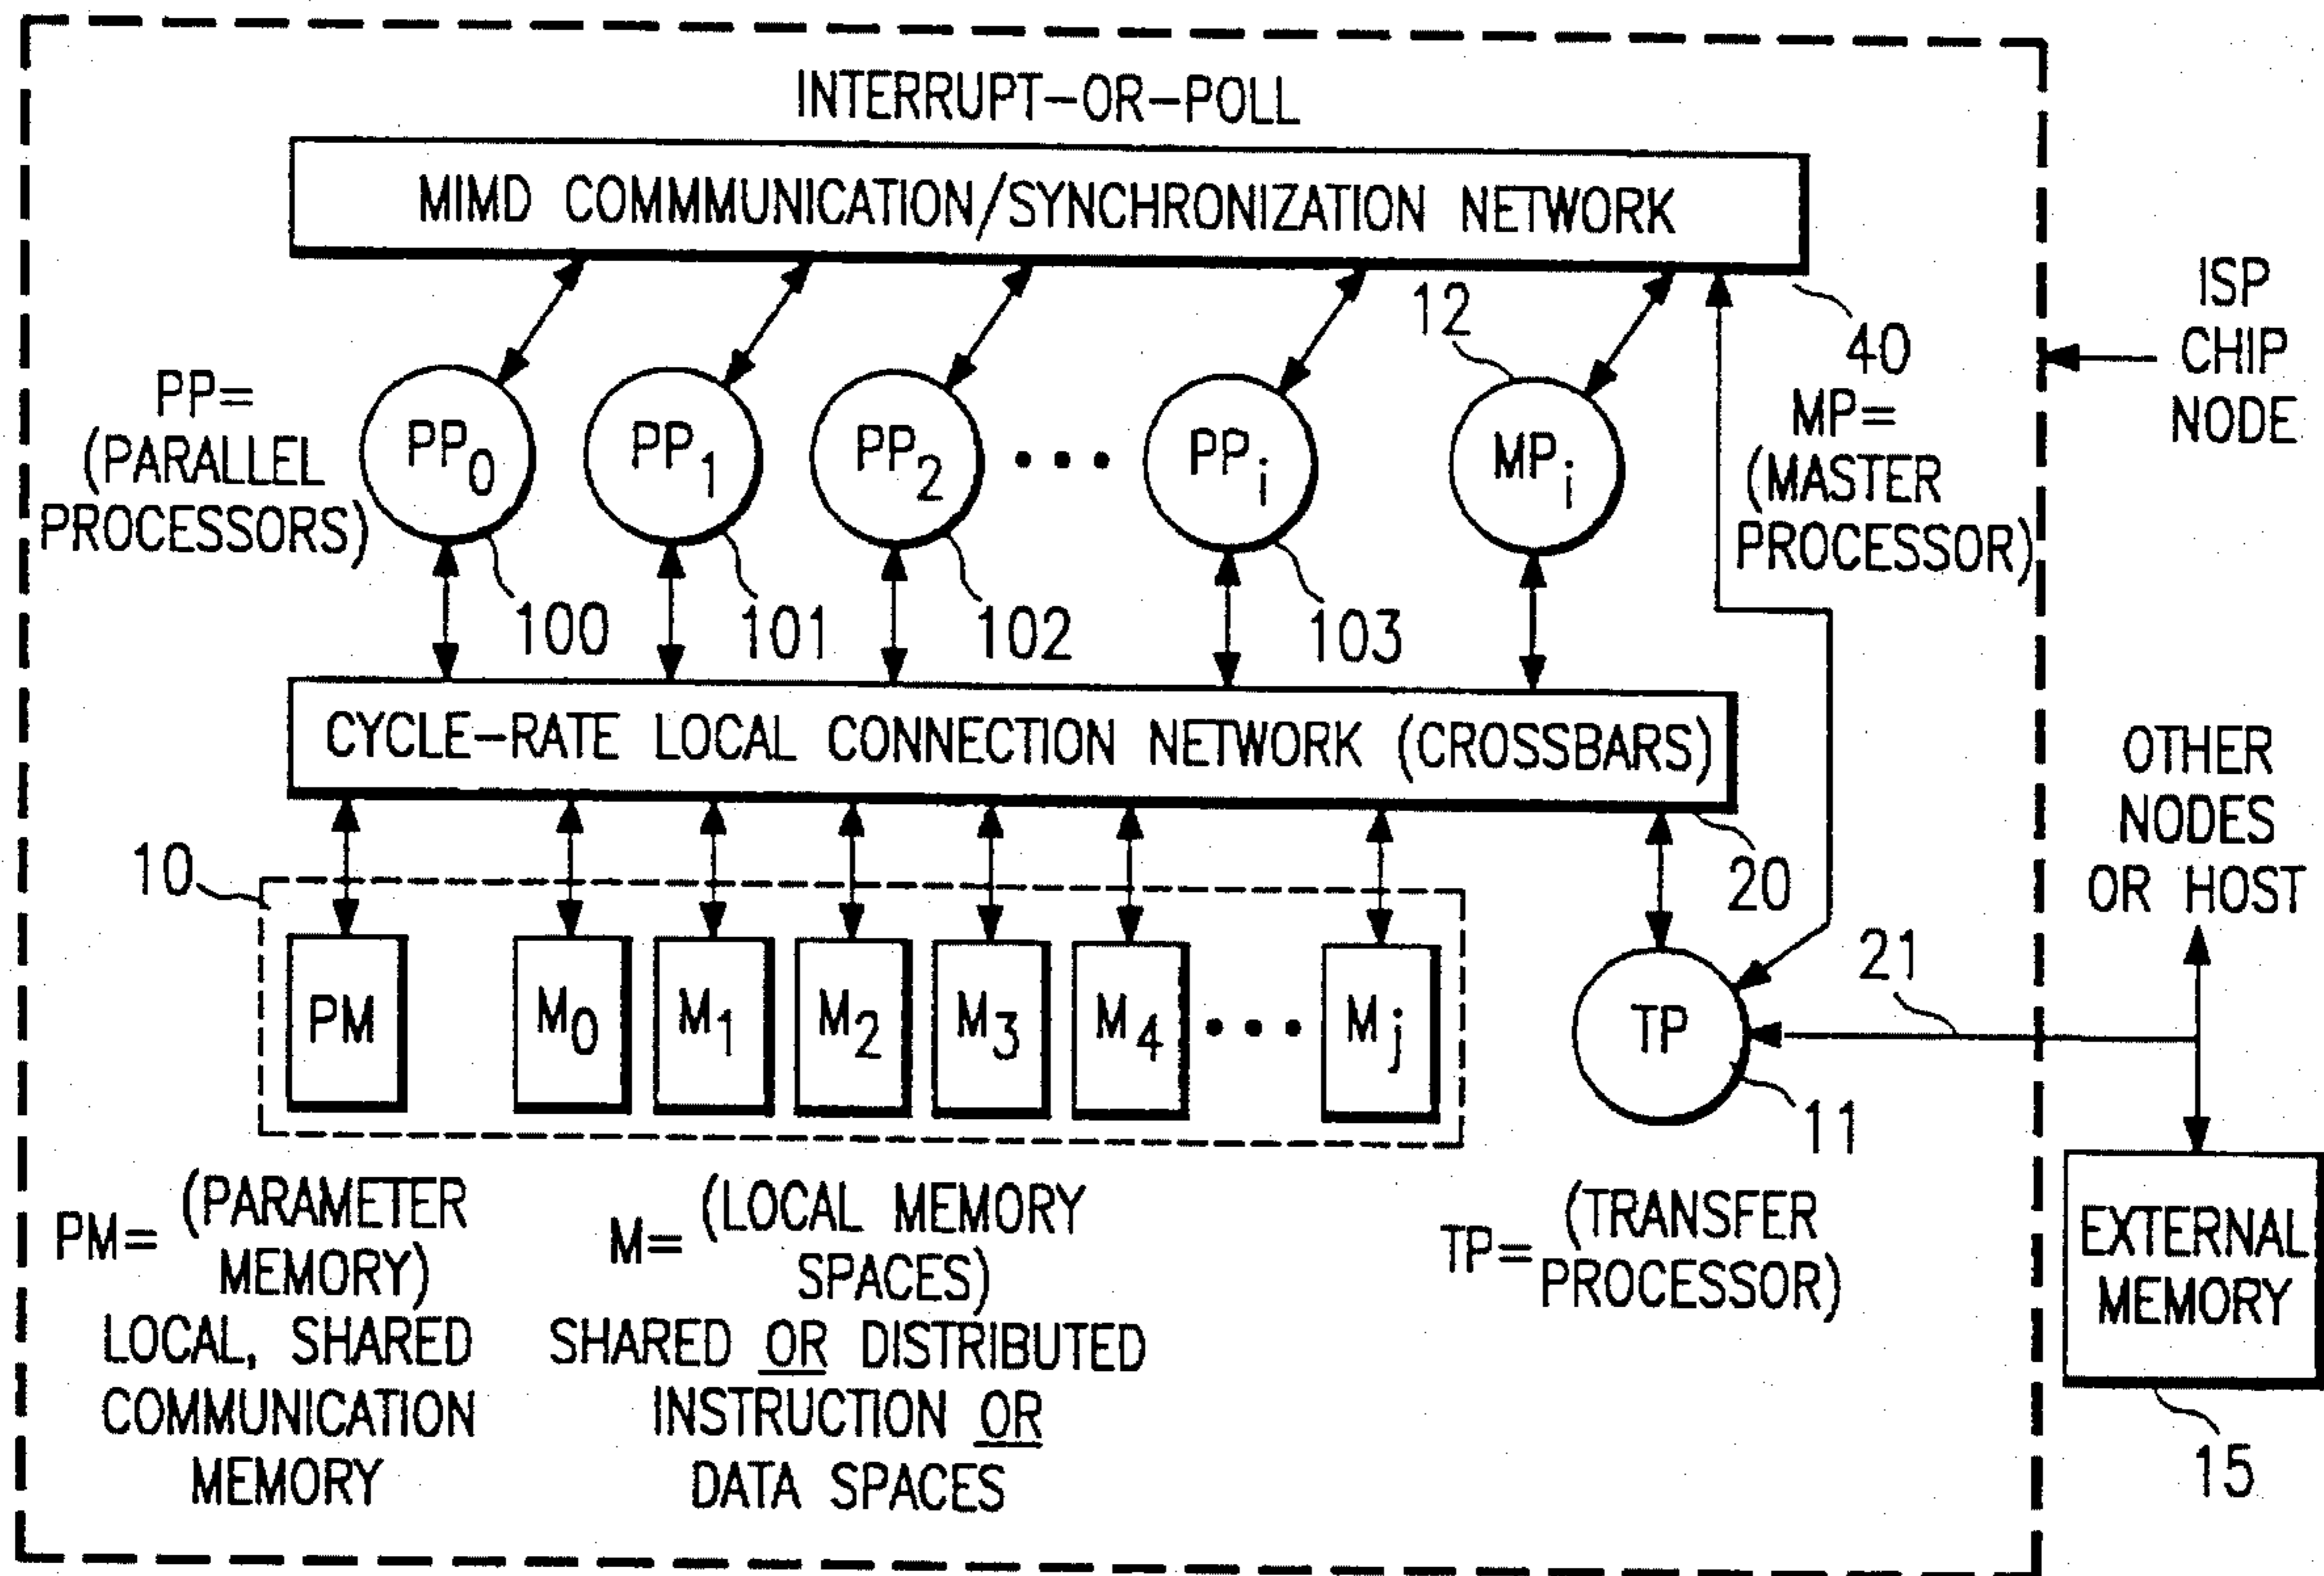 INTERRUPT-OR-POLL
MIMD COMMMUNICATION/SYNCHRONIZATION NETWORK
40
12
PP=
(PARALLEL
PROCESSORS)
PP0
PP1
PP2
PPi
MPi
MP=
(MASTER
PROCESSOR)
ISP
CHIP
NODE
100
101
102
103
CYCLE-RATE LOCAL CONNECTION NETWORK (CROSSBARS)
20
10
PM
M0
M1
M2
M3
M4
Mj
TP
11
21
OTHER
NODES
OR HOST
EXTERNAL
MEMORY
15
PM= (PARAMETER
MEMORY)
LOCAL, SHARED
COMMUNICATION
MEMORY
M= (LOCAL MEMORY
SPACES)
SHARED OR DISTRIBUTED
INSTRUCTION OR
DATA SPACES
TP= (TRANSFER
PROCESSOR)